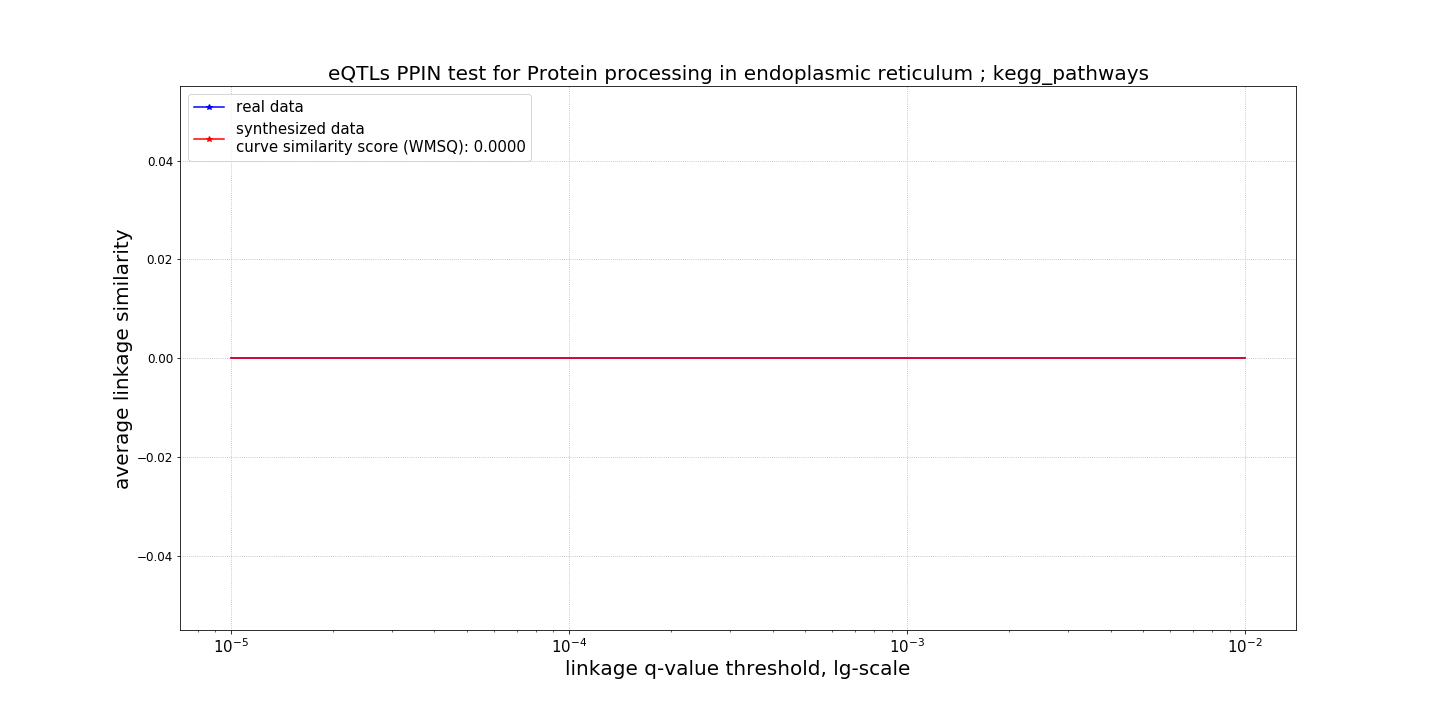 eQTLs PPIN test for Protein processing in endoplasmic reticulum ; kegg_pathways
real data
synthesized data
curve similarity score (WMSQ): 0.0000
average linkage similarity
0.04
0.02
0.00
−0.02
−0.04
10⁻⁵ 10⁻⁴ 10⁻³ 10⁻²
linkage q-value threshold, lg-scale